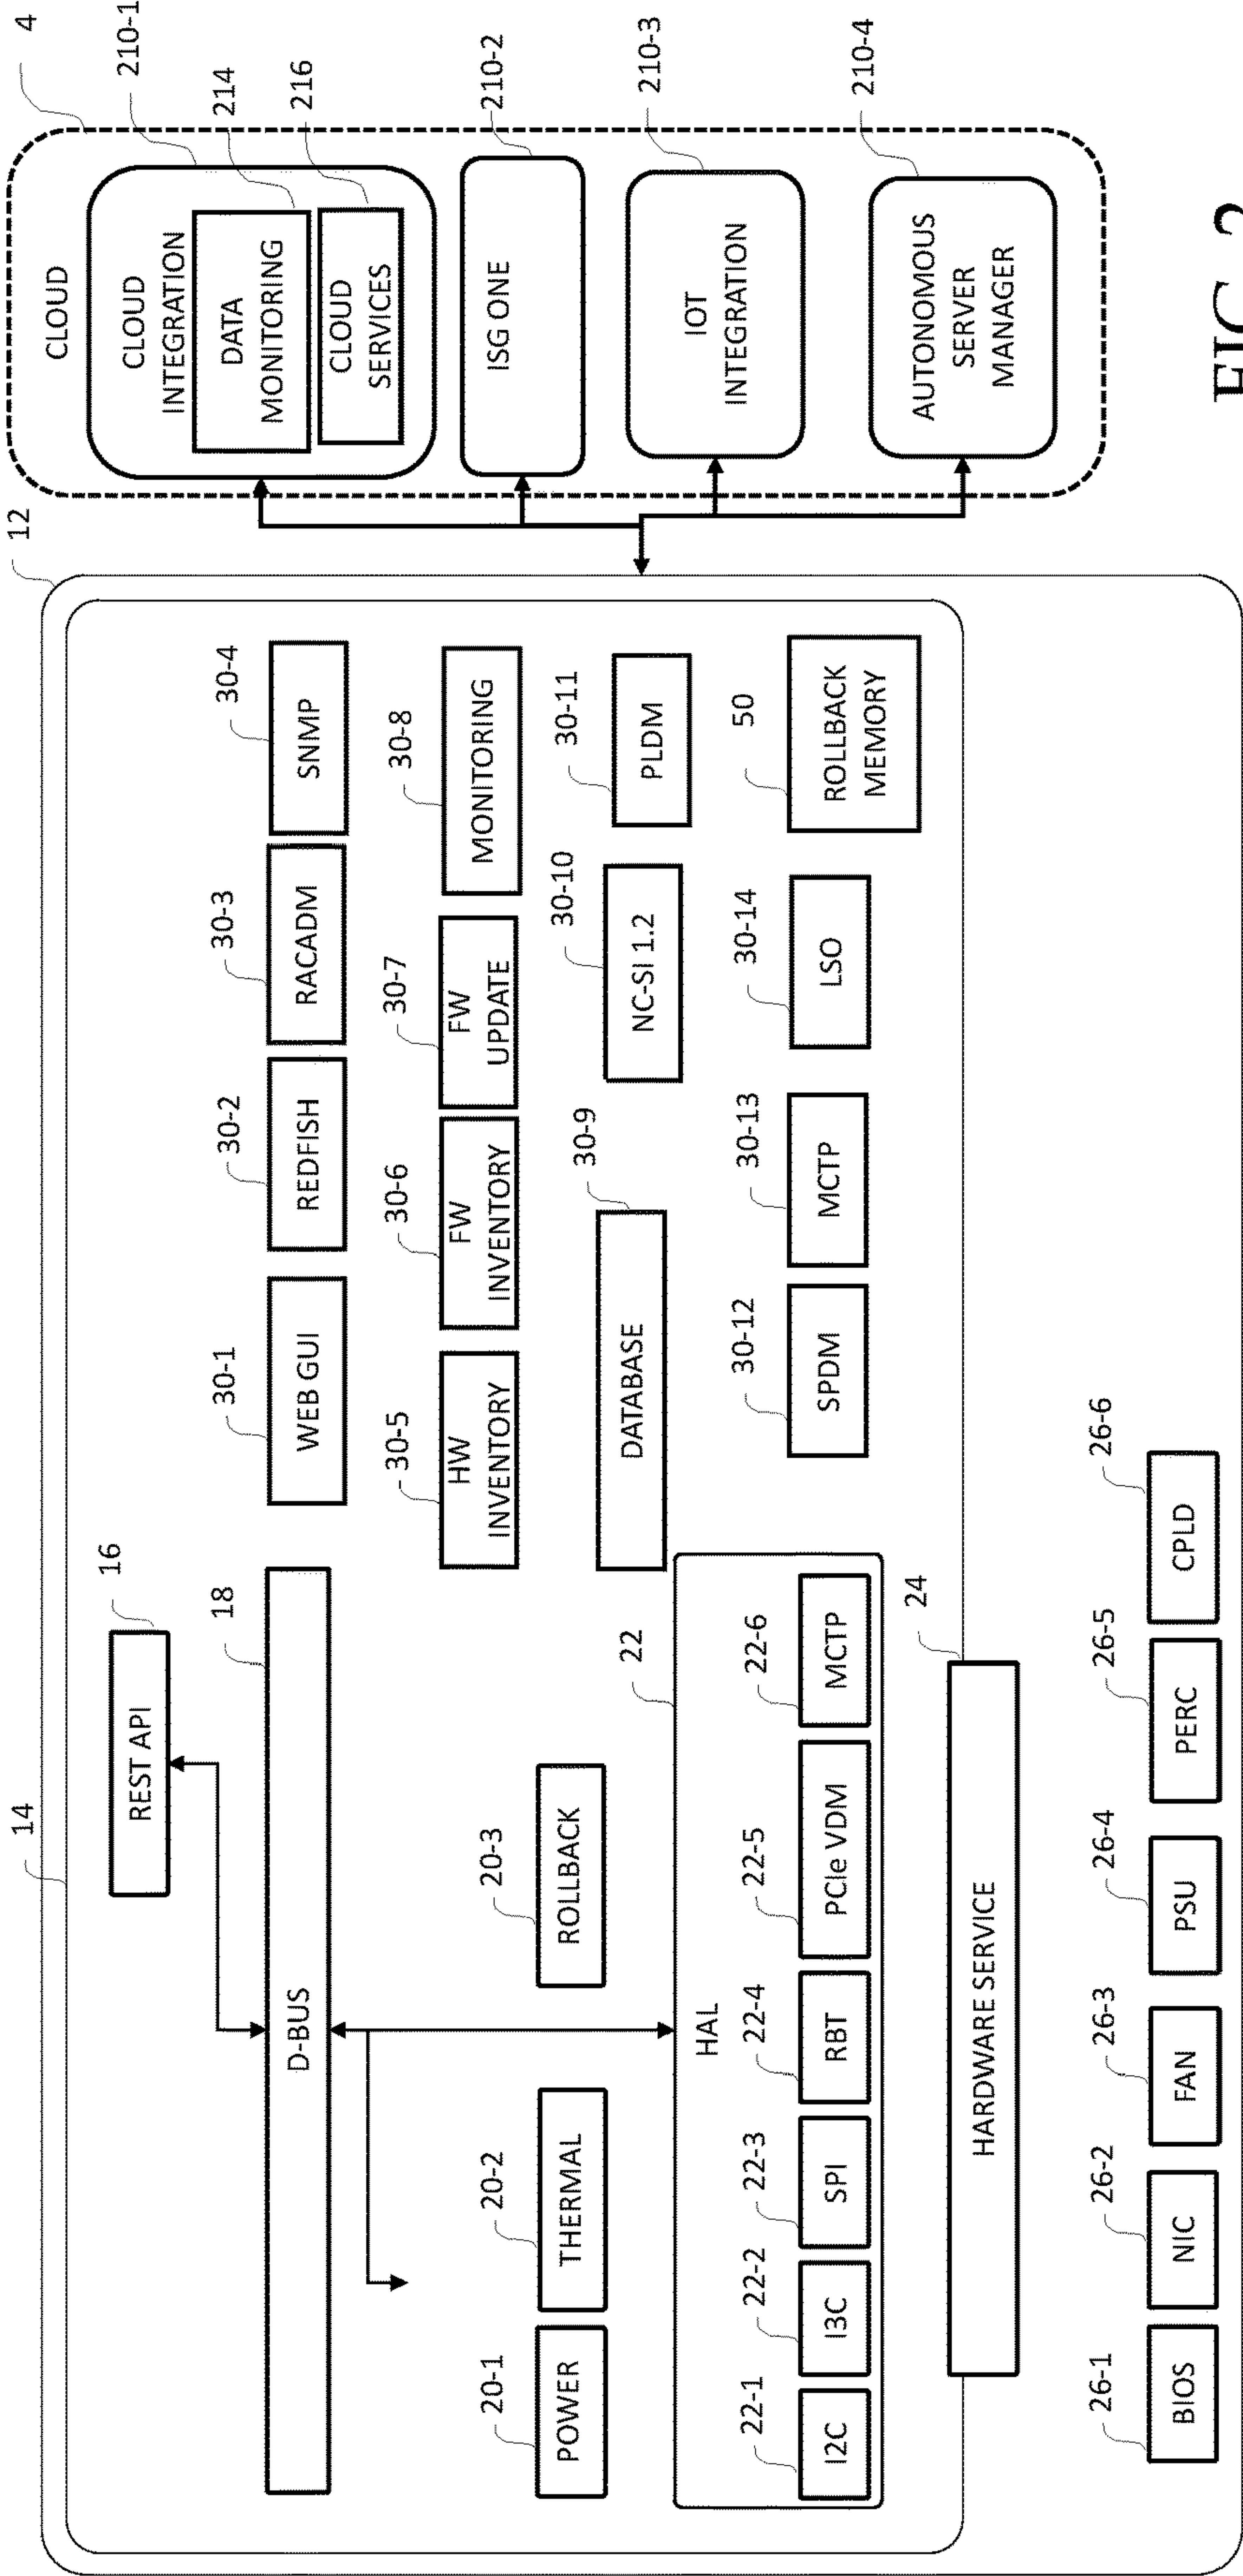 14
12
4
REST API
16
D-BUS
18
WEB GUI
30-1
REDFISH
30-2
RACADM
30-3
SNMP
30-4
HW
INVENTORY
- 30-5
FW
INVENTORY
30-6
FW
UPDATE
30-7
MONITORING
30-8
POWER
20-1
THERMAL
20-2
ROLLBACK
20-3
DATABASE
30-9
NC-SI 1.2
30-10
PLDM
30-11
HAL
22
I2C
22-1
I3C
22-2
SPI
22-3
RBT
22-4
PCIe VDM
22-5
MCTP
22-6
SPDM
30-12
MCTP
30-13
LSO
30-14
ROLLBACK
MEMORY
50
HARDWARE SERVICE
24
BIOS
26-1
NIC
26-2
FAN
26-3
PSU
26-4
PERC
26-5
CPLD
26-6
CLOUD
CLOUD
INTEGRATION
210-1
DATA
MONITORING
214
CLOUD
SERVICES
216
ISG ONE
210-2
IOT
INTEGRATION
210-3
AUTONOMOUS
SERVER
MANAGER
210-4
FIG. 2